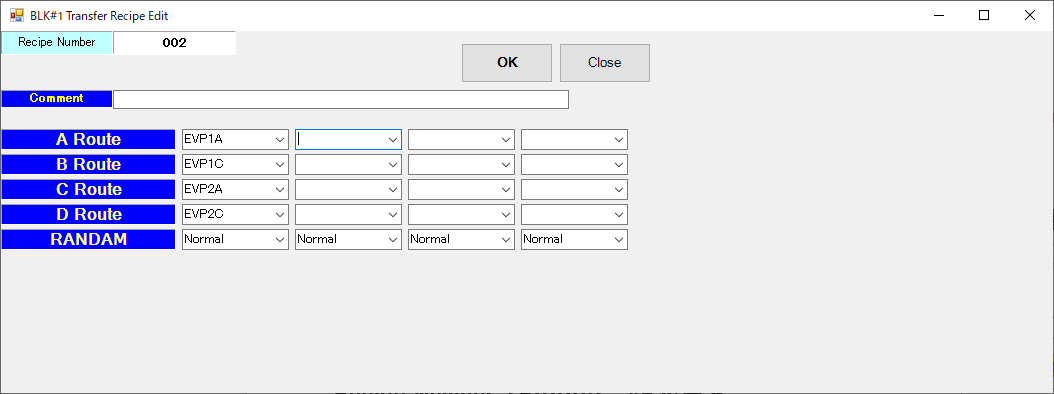 BLK#1 Transfer Recipe Edit
Recipe Number 002
OK Close
Comment
A Route EVP1A
B Route EVP1C
C Route EVP2A
D Route EVP2C
RANDAM Normal Normal Normal Normal